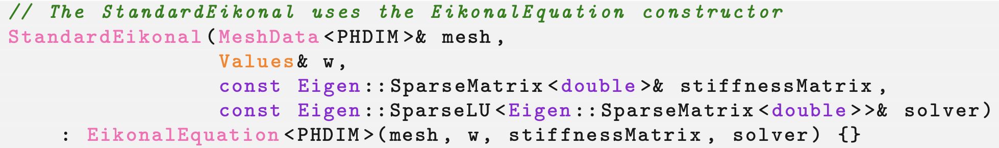 // The StandardEikonal uses the EikonalEquation constructor
StandardEikonal(MeshData<PHDIM>& mesh,
Values& w,
const Eigen::SparseMatrix<double>& stiffnessMatrix,
const Eigen::SparseLU<Eigen::SparseMatrix<double>>& solver)
: EikonalEquation<PHDIM>(mesh, w, stiffnessMatrix, solver) {}